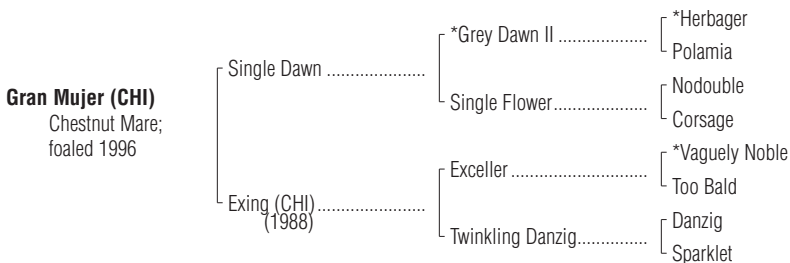 Gran Mujer (CHI)
Chestnut Mare;
foaled 1996
Single Dawn
*Grey Dawn II
*Herbager
Polamia
Single Flower
Nodouble
Corsage
Exing (CHI)
(1988)
Exceller
*Vaguely Noble
Too Bald
Twinkling Danzig
Danzig
Sparklet